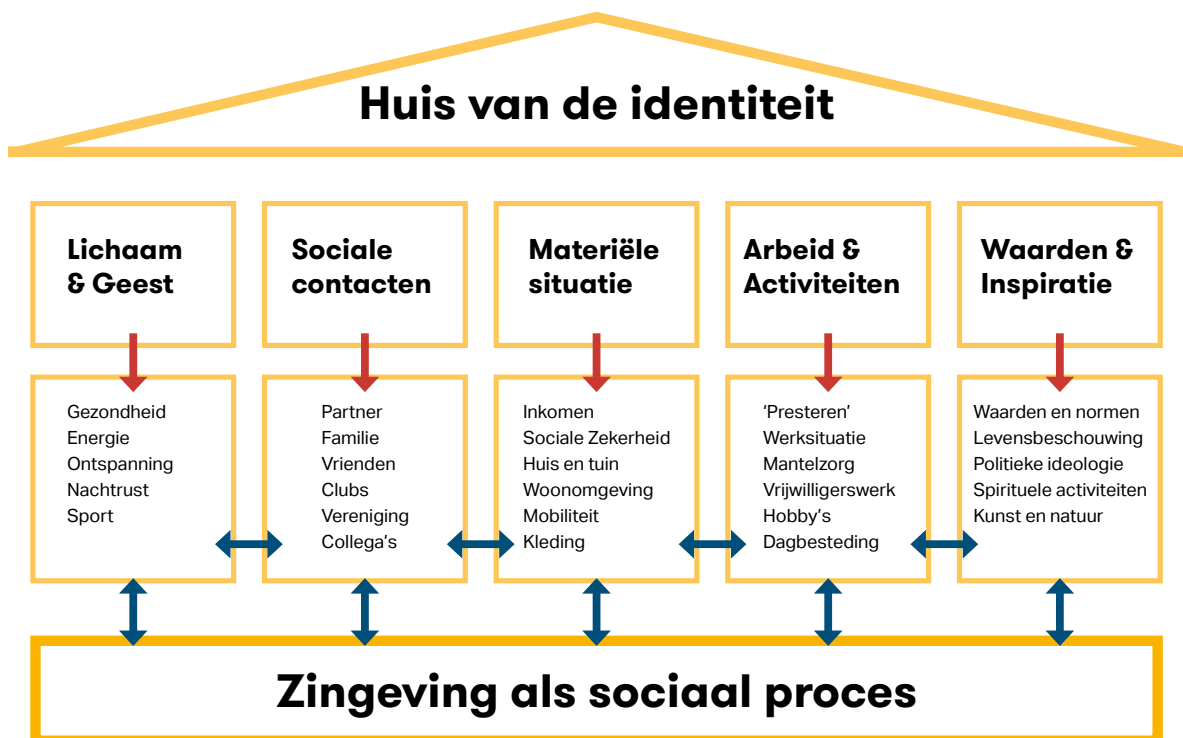 Huis van de identiteit
Lichaam
& Geest
Sociale
contacten
Materiële
situatie
Arbeid &
Activiteiten
Waarden &
Inspiratie
Gezondheid
Energie
Ontspanning
Nachtrust
Sport
Partner
Familie
Vrienden
Clubs
Vereniging
Collega's
Inkomen
Sociale Zekerheid
Huis en tuin
Woonomgeving
Mobiliteit
Kleding
‘Presteren’
Werksituatie
Mantelzorg
Vrijwilligerswerk
Hobby's
Dagbesteding
Waarden en normen
Levensbeschouwing
Politieke ideologie
Spirituele activiteiten
Kunst en natuur
Zingeving als sociaal proces